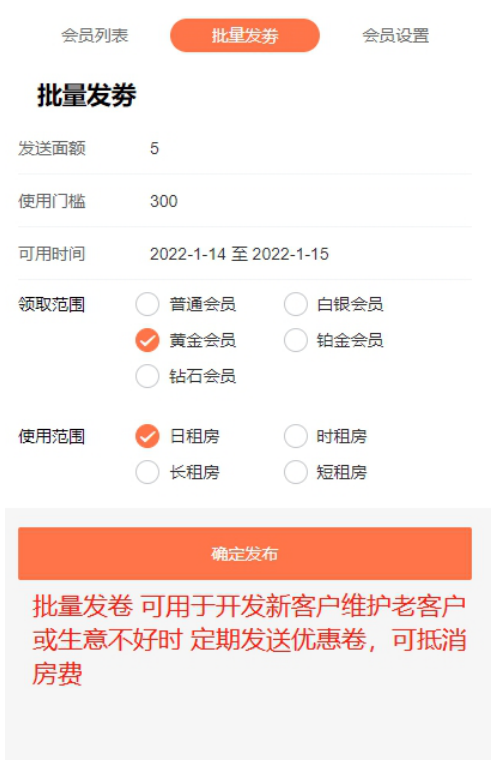 会员列表 批量发劵 会员设置
批量发劵
发送面额 5
使用门槛 300
可用时间 2022-1-14 至 2022-1-15
领取范围 普通会员 白银会员
黄金会员 铂金会员
钻石会员
使用范围 日租房 时租房
长租房 短租房
确定发布
批量发卷 可用于开发新客户维护老客户
或生意不好时 定期发送优惠卷，可抵消
房费